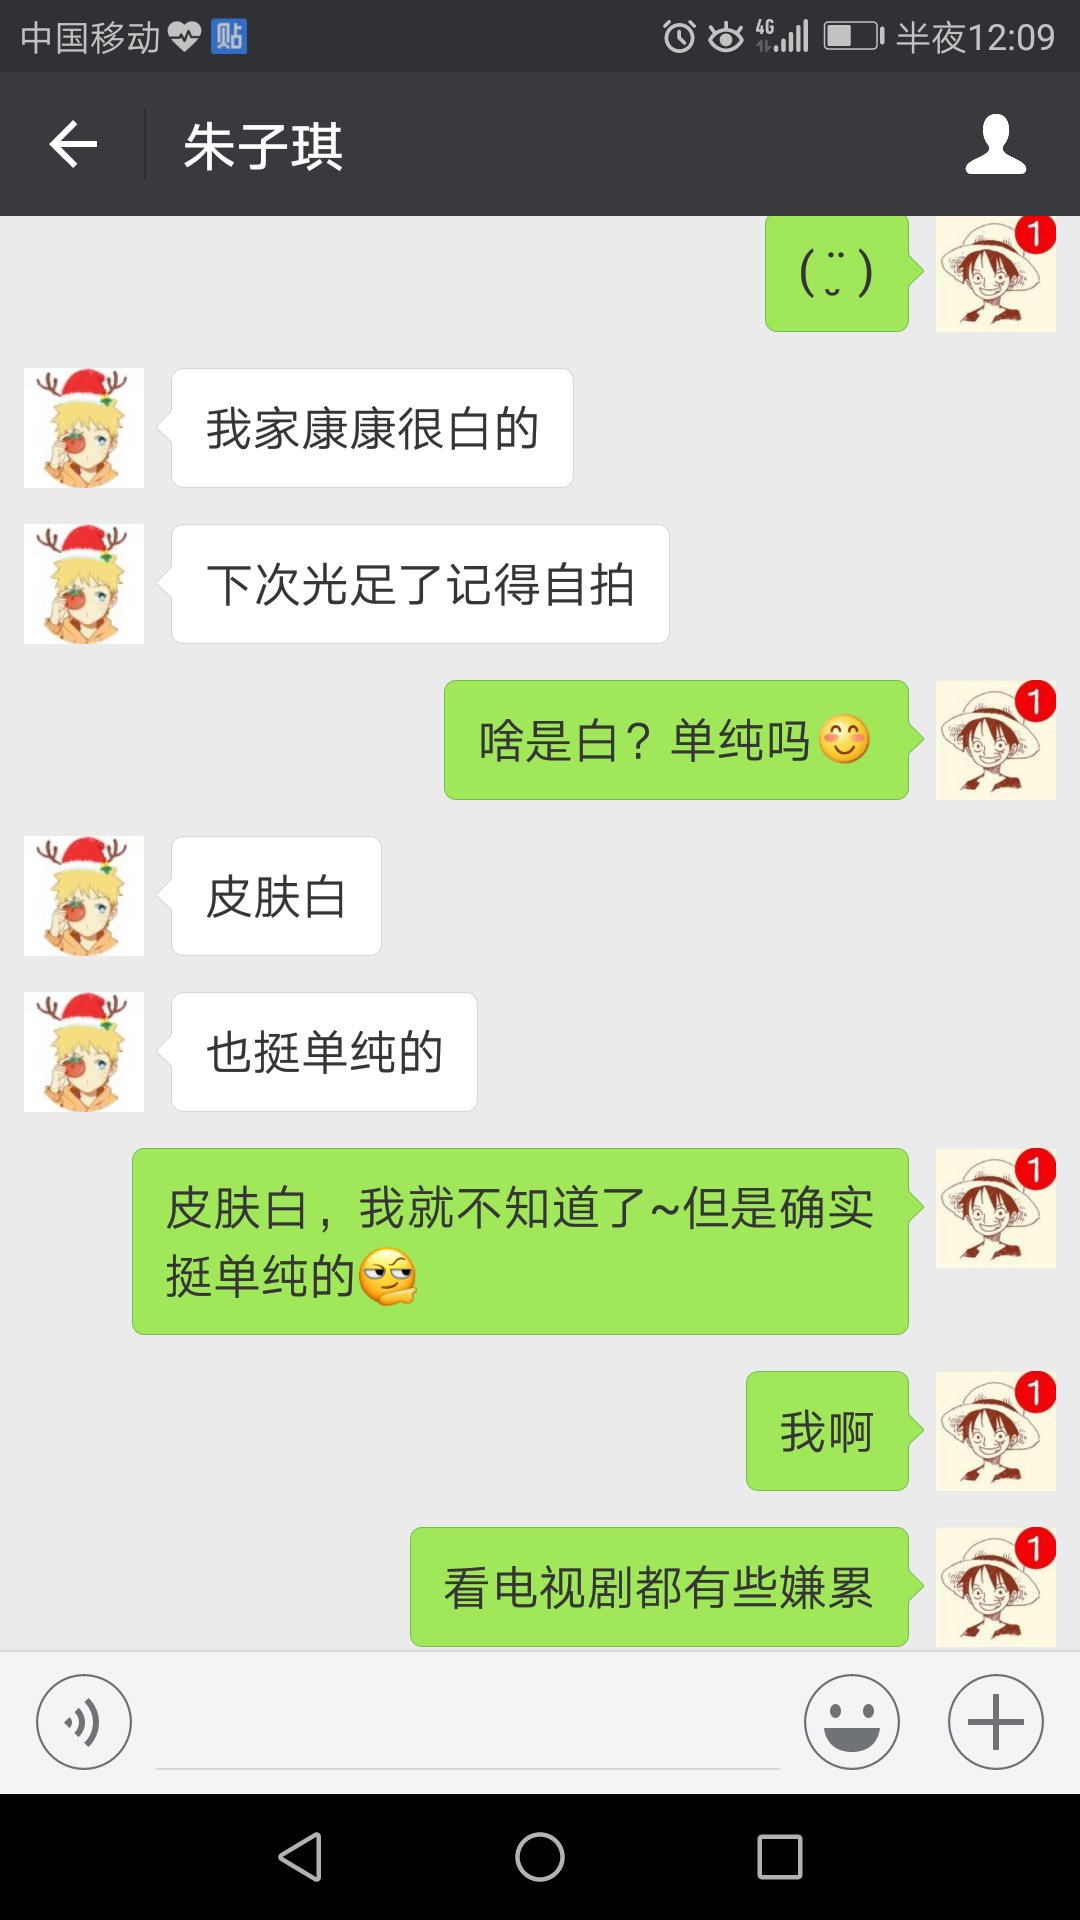 中国移动 贴 4G 半夜12:09
朱子琪
1
(¨̮)
我家康康很白的
下次光足了记得自拍
1
啥是白？单纯吗😊
皮肤白
也挺单纯的
1
皮肤白，我就不知道了~但是确实
挺单纯的
1
我啊
1
看电视剧都有些嫌累